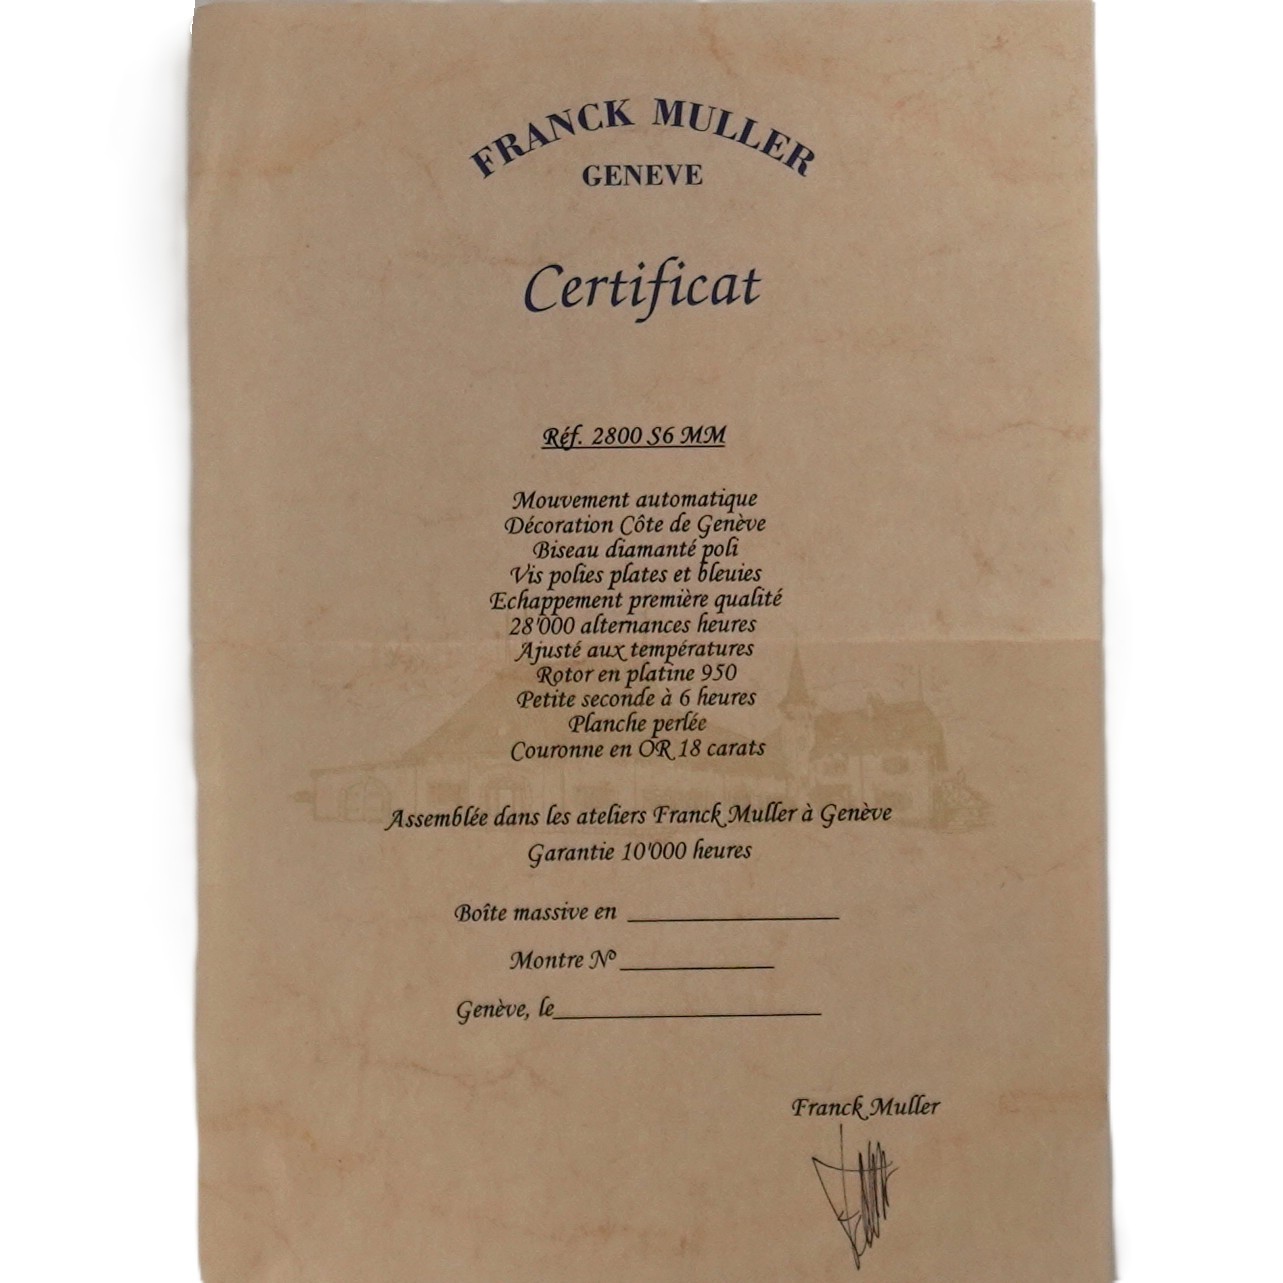 FRANCK MULLER
GENEVE
Certificat
Réf. 2800 S6 MM
Mouvement automatique
Décoration Côte de Genève
Biseau diamanté poli
Vis polies plates et bleuies
Echappement première qualité
28'000 alternances heures
Ajusté aux températures
Rotor en platine 950
Petite seconde à 6 heures
Planche perlée
Couronne en OR 18 carats
Assemblée dans les ateliers Franck Muller à Genève
Garantie 10'000 heures
Boîte massive en
Montre Nº
Genève, le
Franck Muller